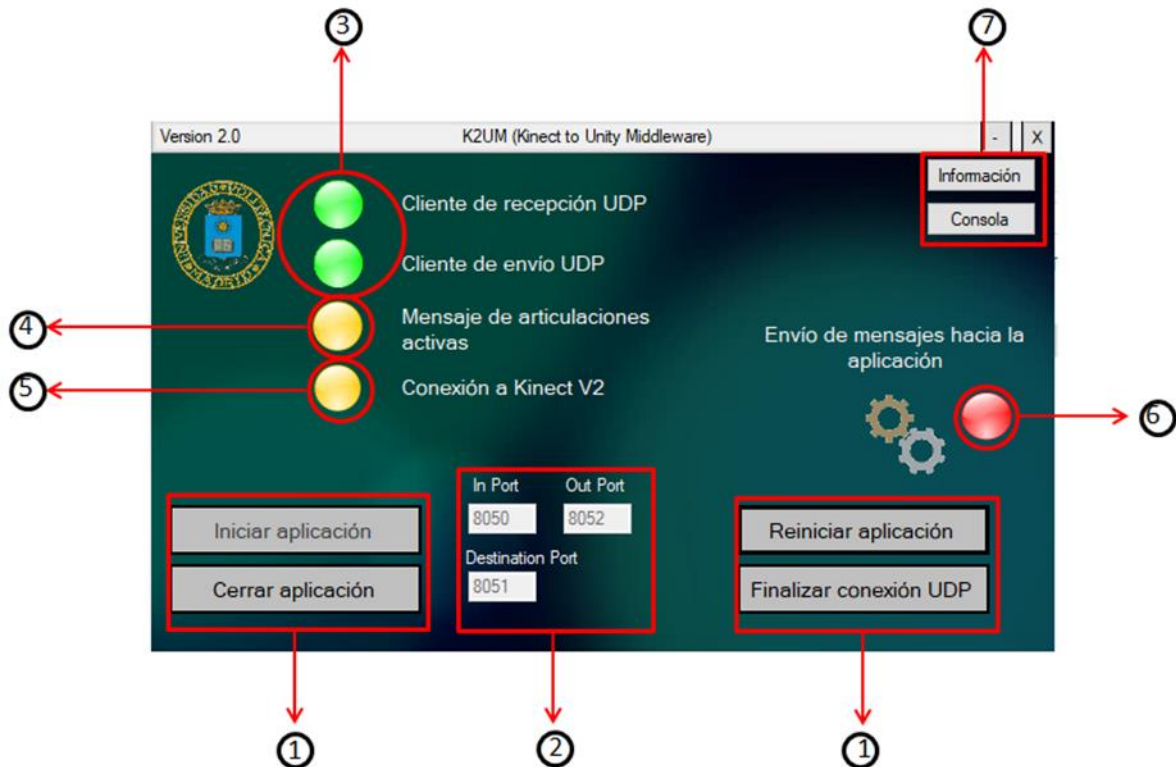 3
7
Version 2.0
K2UM (Kinect to Unity Middleware)
- X
Información
Cliente de recepción UDP
Consola
Cliente de envío UDP
4
Mensaje de articulaciones
activas
Envío de mensajes hacia la
aplicación
5
Conexión a Kinect V2
6
In Port
Out Port
8050
8052
Iniciar aplicación
Reiniciar aplicación
Destination Port
8051
Cerrar aplicación
Finalizar conexión UDP
1
2
1